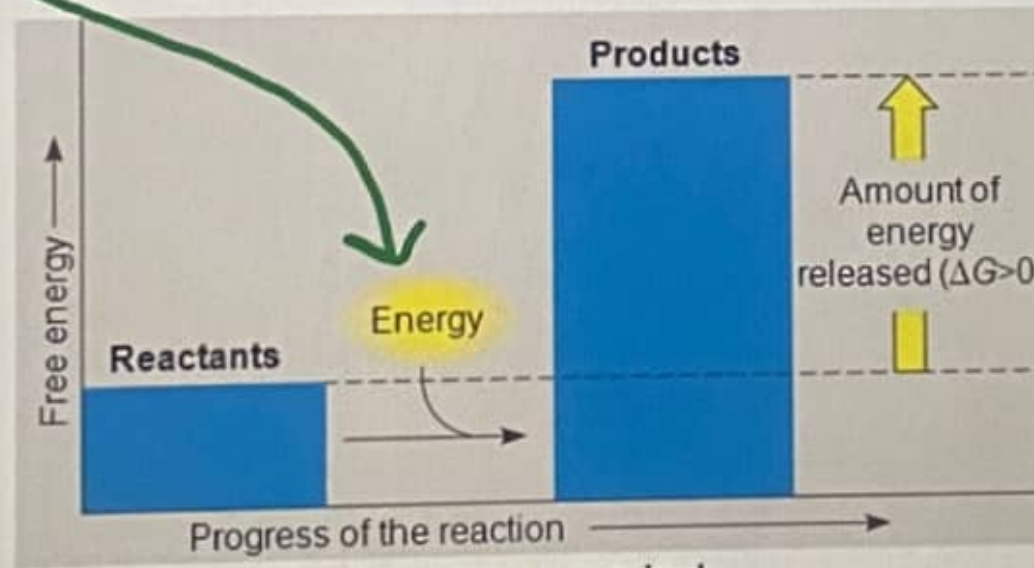 Products
Amount of
energy
released (ΔG>0
Energy
Reactants
Free energy
Progress of the reaction